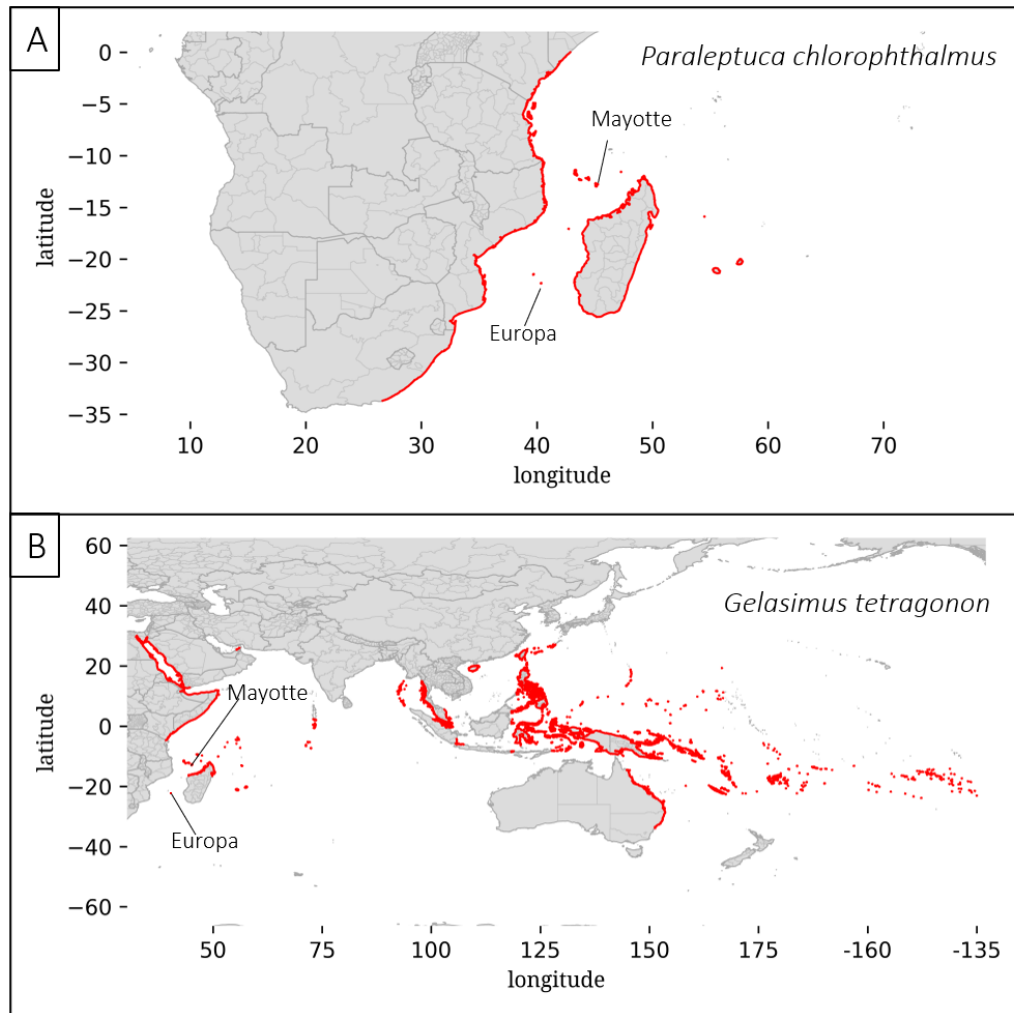 A
Paraleptuca chlorophthalmus
0
−5
−10
−15
−20
−25
−30
−35
latitude
Mayotte
Europa
10 20 30 40 50 60 70
longitude
B
Gelasimus tetragonon
60
40
20
0
−20
−40
−60
latitude
Mayotte
Europa
50 75 100 125 150 175 -160 -135
longitude